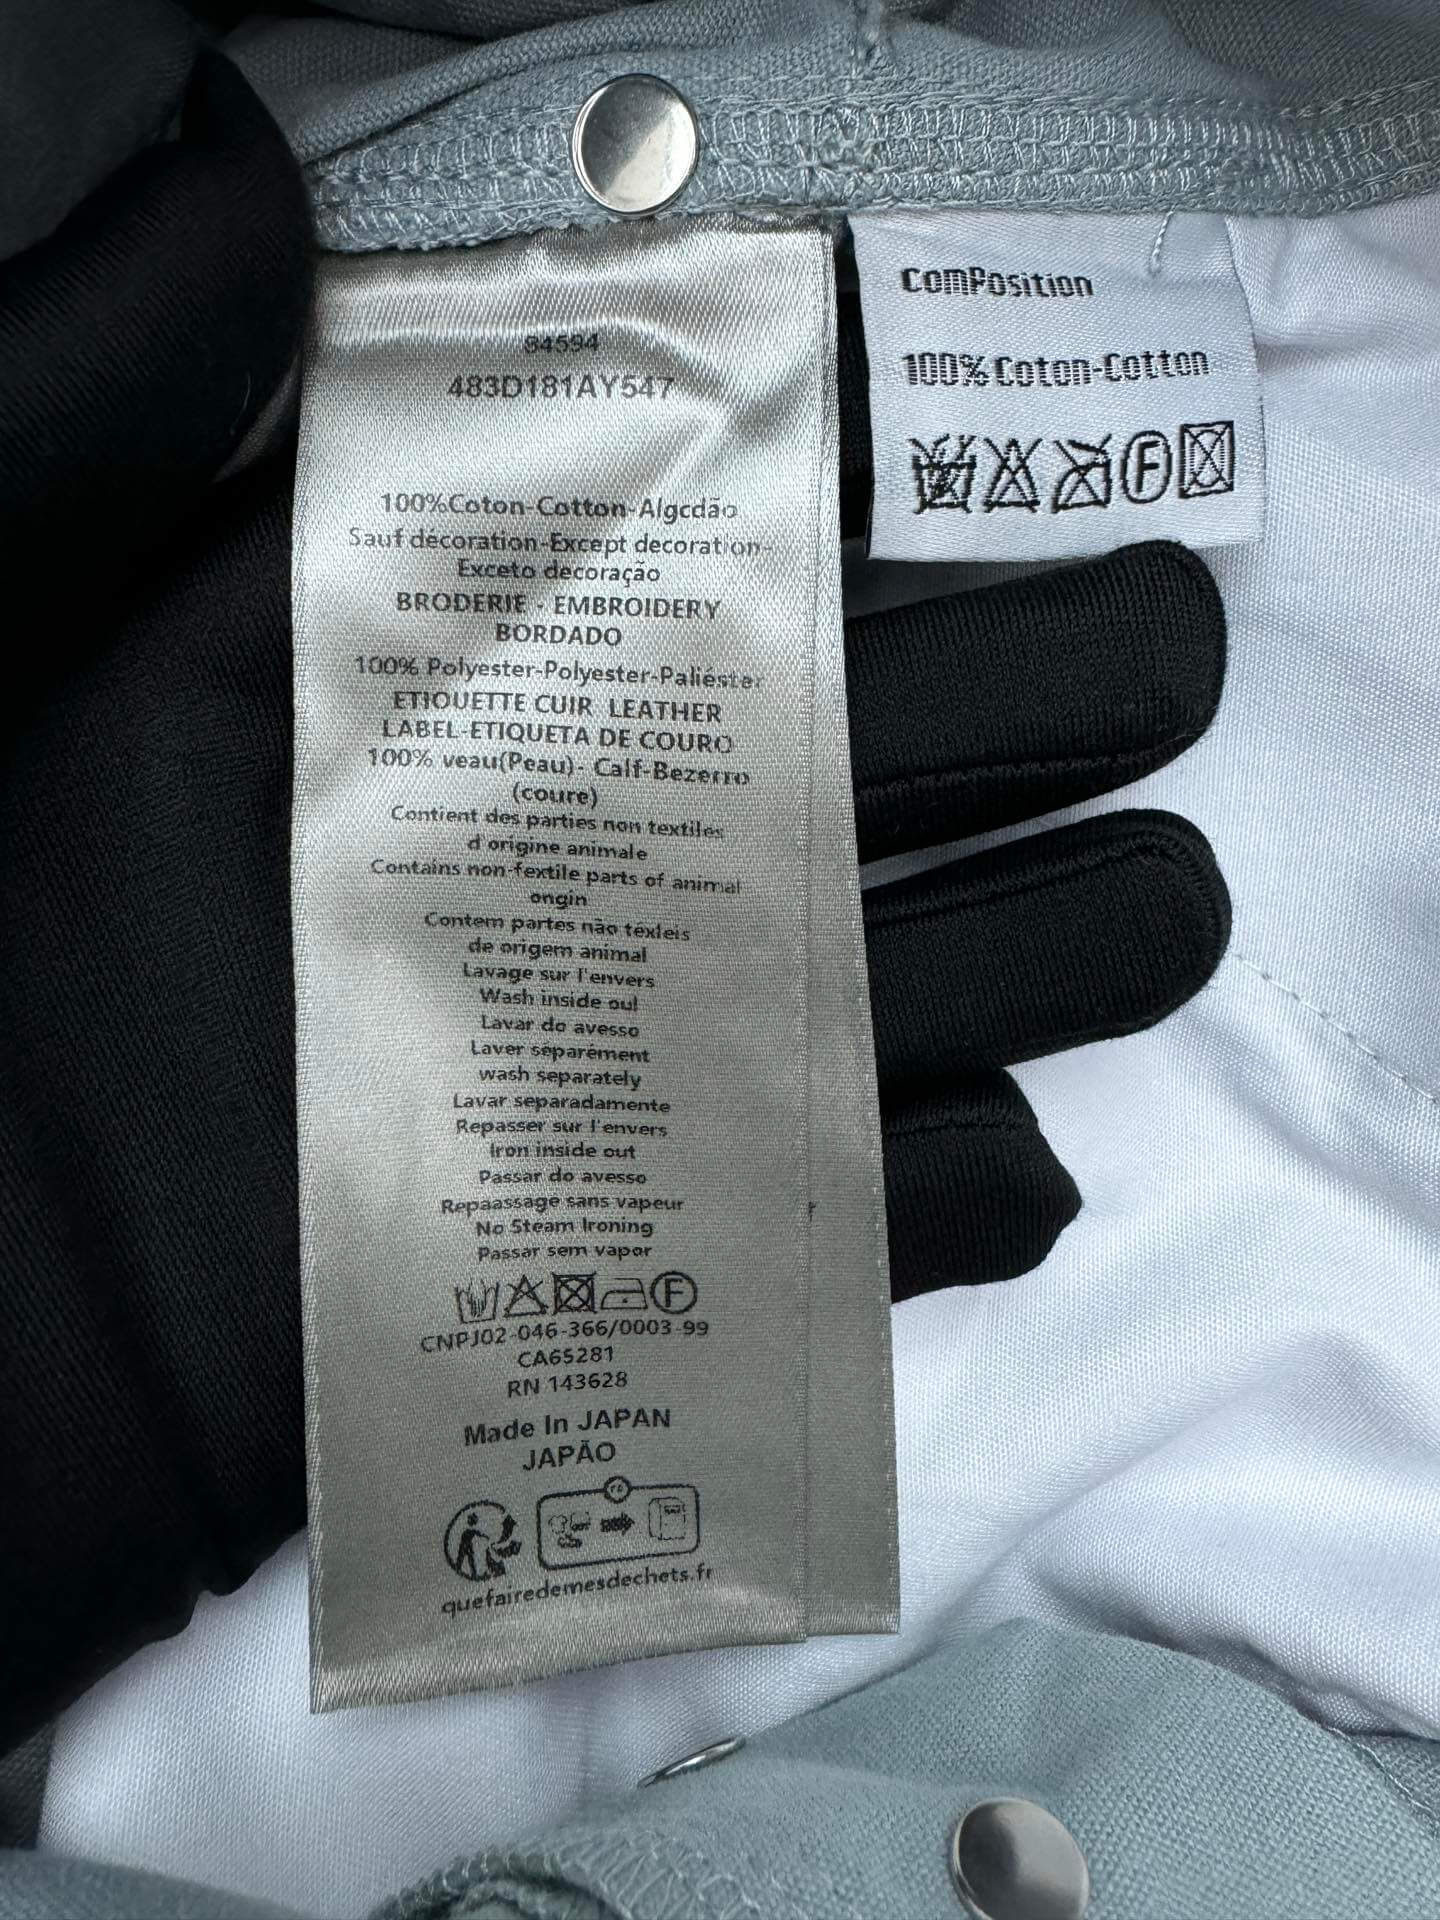 84594
483D181AY547
100%Coton-Cotton-Algcdão
Sauf décoration-Except decoration-
Exceto decoração
BRODERIE - EMBROIDERY
BORDADO
100% Polyester-Polyester-Paliéster
ETIOUETTE CUIR LEATHER
LABEL-ETIQUETA DE COURO
100% veau(Peau)- Calf-Bezerro
(coure)
Contient des parties non textiles
d origine animale
Contains non-fextile parts of animal
ongin
Contem partes não téxleis
de origem animal
Lavage sur l'envers
Wash inside oul
Lavar do avesso
Laver séparément
wash separately
Lavar separadamente
Repasser sur l'envers
Iron inside out
Passar do avesso
Repaassage sans vapeur
No Steam Ironing
Passar sem vapor
F
CNPJ02-046-366/0003-99
CA65281
RN 143628
Made In JAPAN
JAPÃO
quefairedemesdechets.fr
ComPosition
100% Coton-Cotton
F